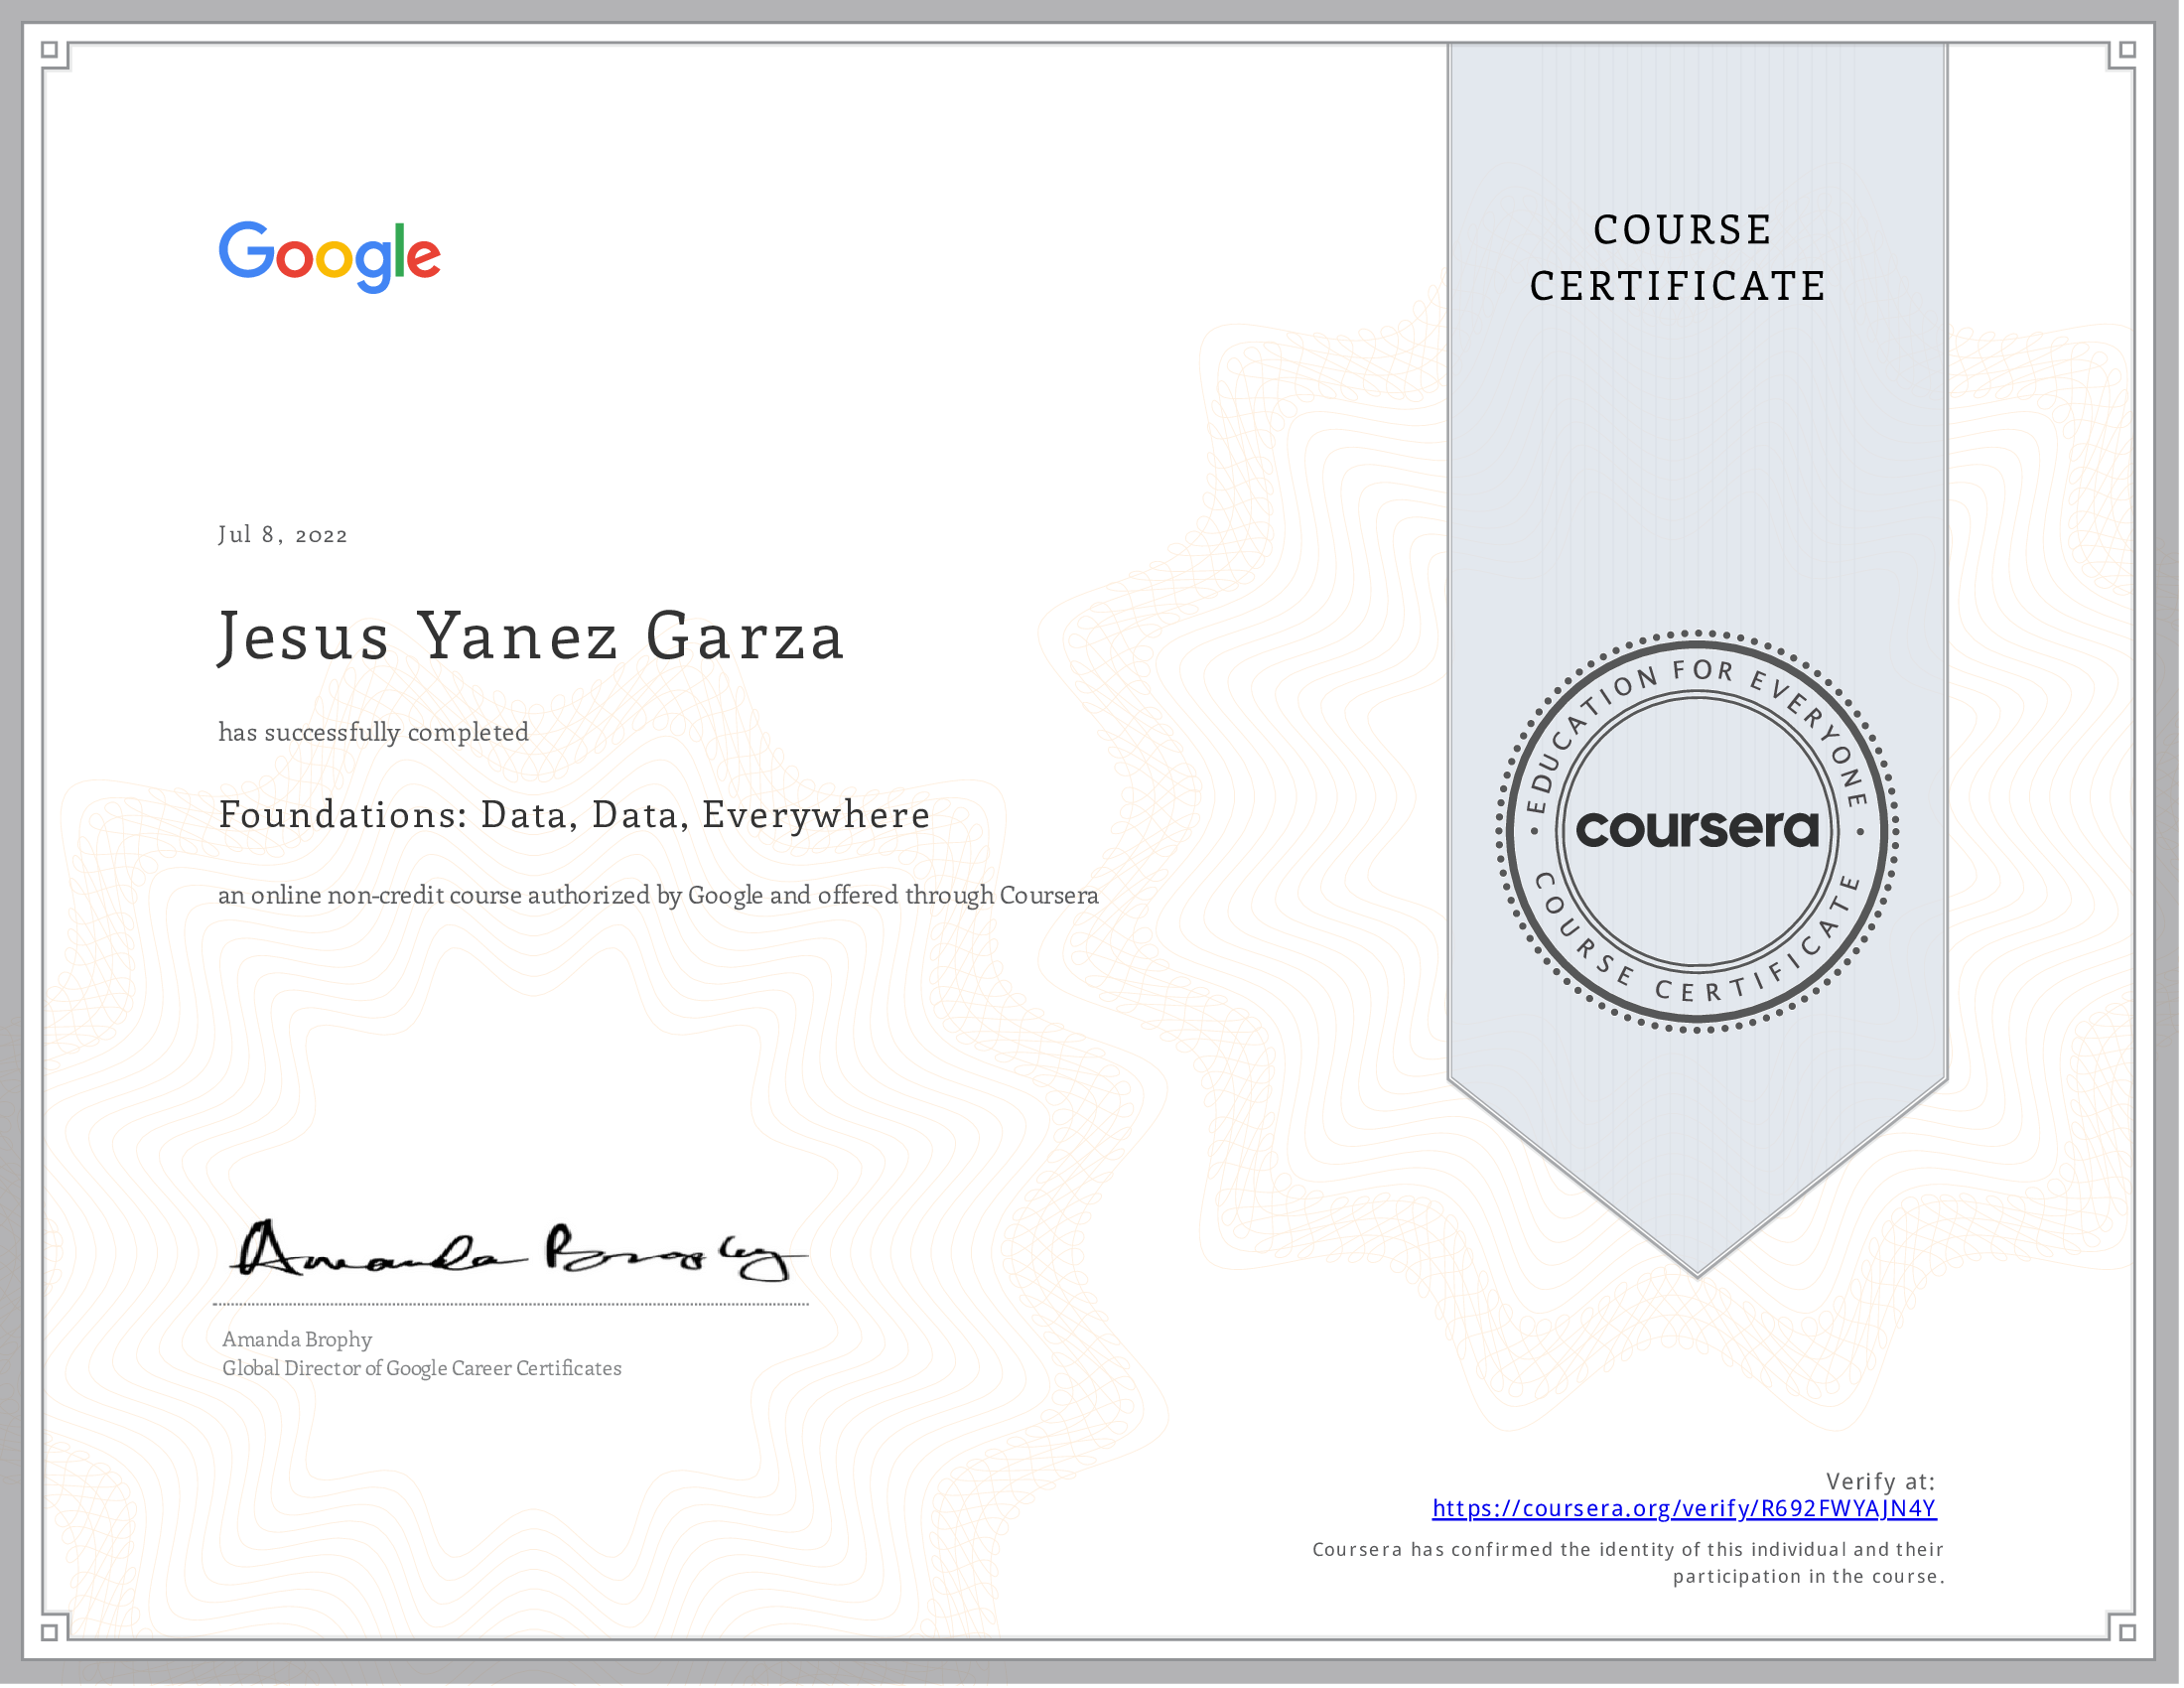 Google
COURSE
CERTIFICATE
Jul 8, 2022
Jesus Yanez Garza
has successfully completed
Foundations: Data, Data, Everywhere
an online non-credit course authorized by Google and offered through Coursera
EDUCATION FOR EVERYONE
coursera
COURSE CERTIFICATE
Amanda Brophy
Amanda Brophy
Global Director of Google Career Certificates
Verify at:
https://coursera.org/verify/R692FWYAJN4Y
Coursera has confirmed the identity of this individual and their
participation in the course.